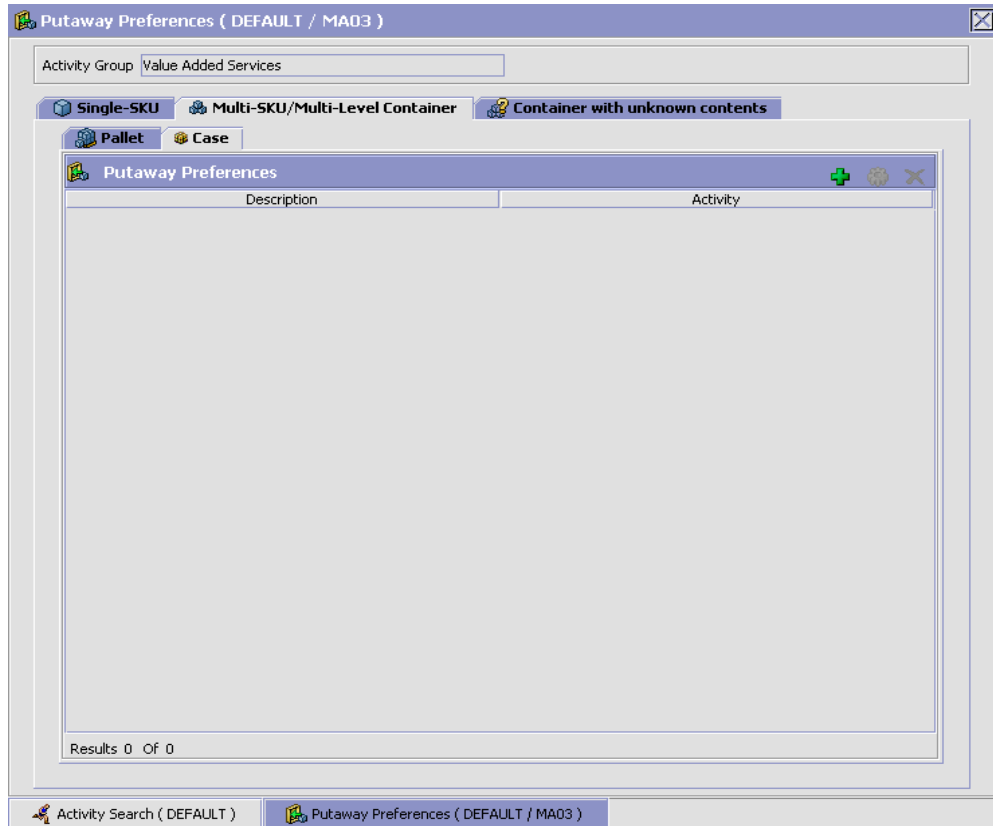 Putaway Preferences ( DEFAULT / MA03 )
Activity Group Value Added Services
Single-SKU Multi-SKU/Multi-Level Container Container with unknown contents
Pallet Case
Putaway Preferences
Description Activity
Results 0 Of 0
Activity Search ( DEFAULT ) Putaway Preferences ( DEFAULT / MA03 )